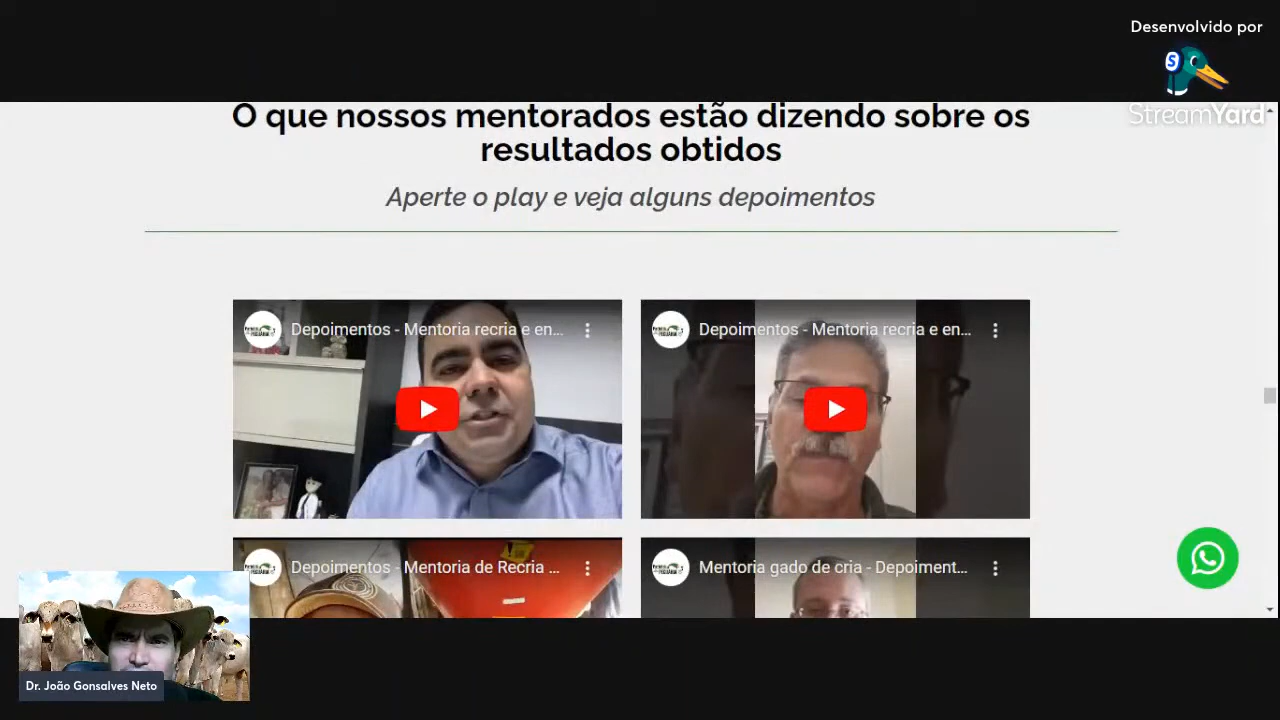 Desenvolvido por
StreamYard
O que nossos mentorados estão dizendo sobre os
resultados obtidos
Aperte o play e veja alguns depoimentos
Depoimentos - Mentoria recria e en...
Depoimentos - Mentoria recria e en...
Depoimentos - Mentoria de Recria ...
Mentoria gado de cria - Depoiment...
Dr. João Gonsalves Neto